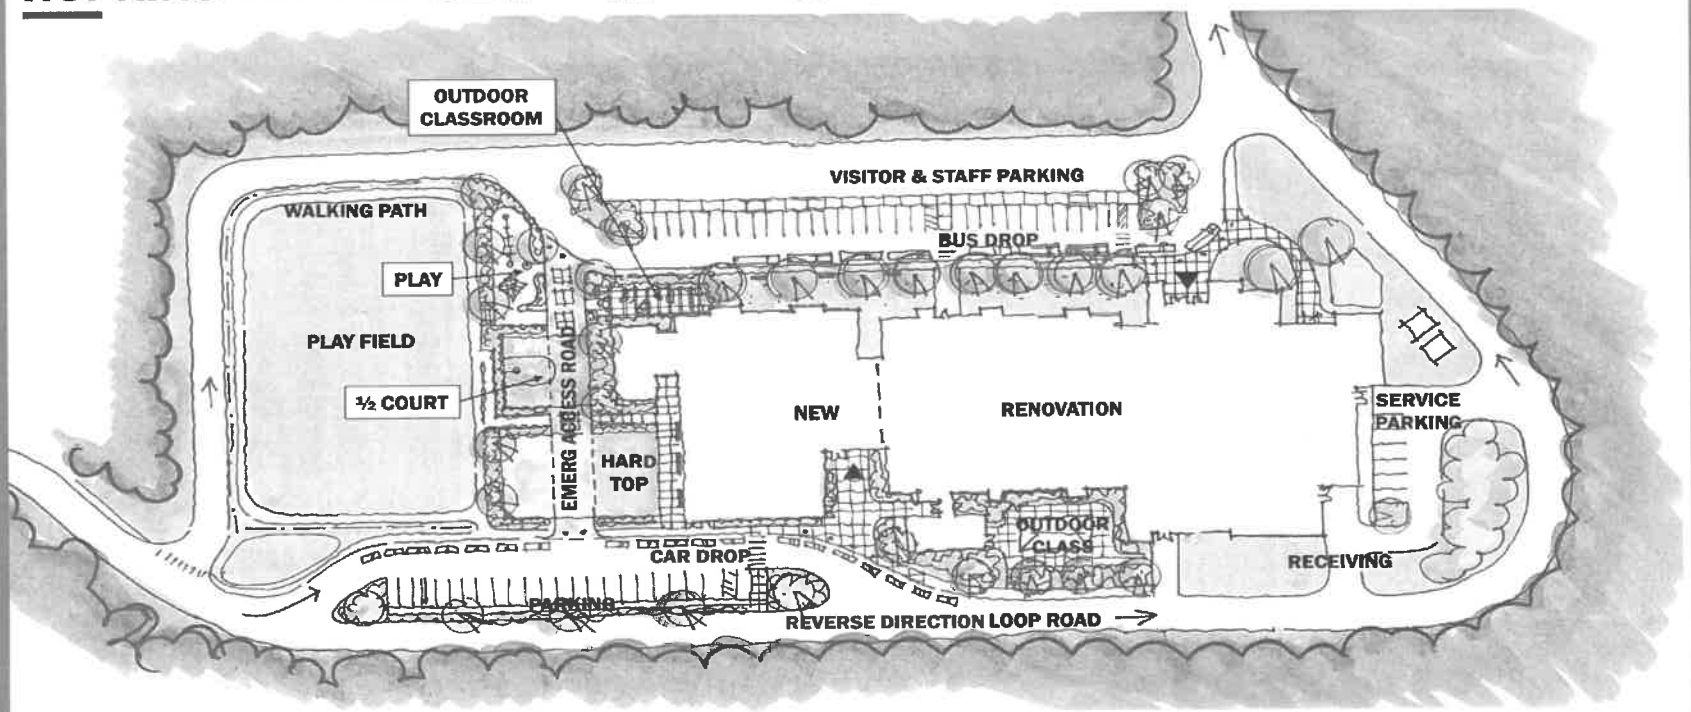 OUTDOOR
CLASSROOM
VISITOR & STAFF PARKING
WALKING PATH
BUS DROP
PLAY
PLAY FIELD
½ COURT
EMERG ACCESS ROAD
NEW
RENOVATION
SERVICE
PARKING
HARD
TOP
OUTDOOR
CLASS
CAR DROP
RECEIVING
PARKING
REVERSE DIRECTION LOOP ROAD